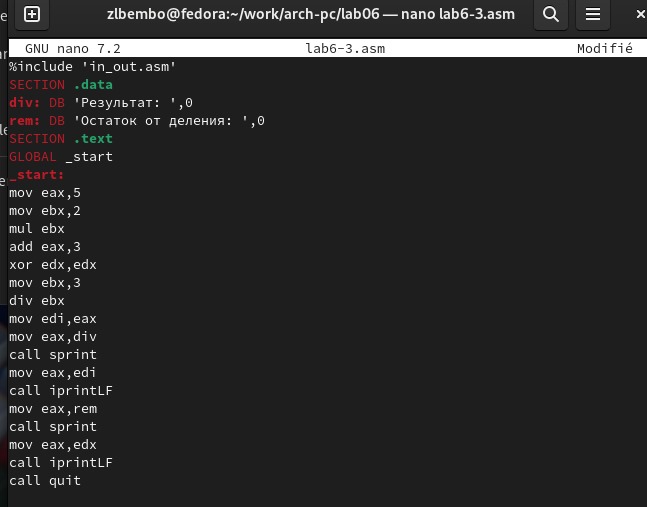 zlbembo@fedora:~/work/arch-pc/lab06 — nano lab6-3.asm
GNU nano 7.2 lab6-3.asm Modifié
%include 'in_out.asm'
SECTION .data
div: DB 'Результат: ',0
rem: DB 'Остаток от деления: ',0
SECTION .text
GLOBAL _start
_start:
mov eax,5
mov ebx,2
mul ebx
add eax,3
xor edx,edx
mov ebx,3
div ebx
mov edi,eax
mov eax,div
call sprint
mov eax,edi
call iprintLF
mov eax,rem
call sprint
mov eax,edx
call iprintLF
call quit